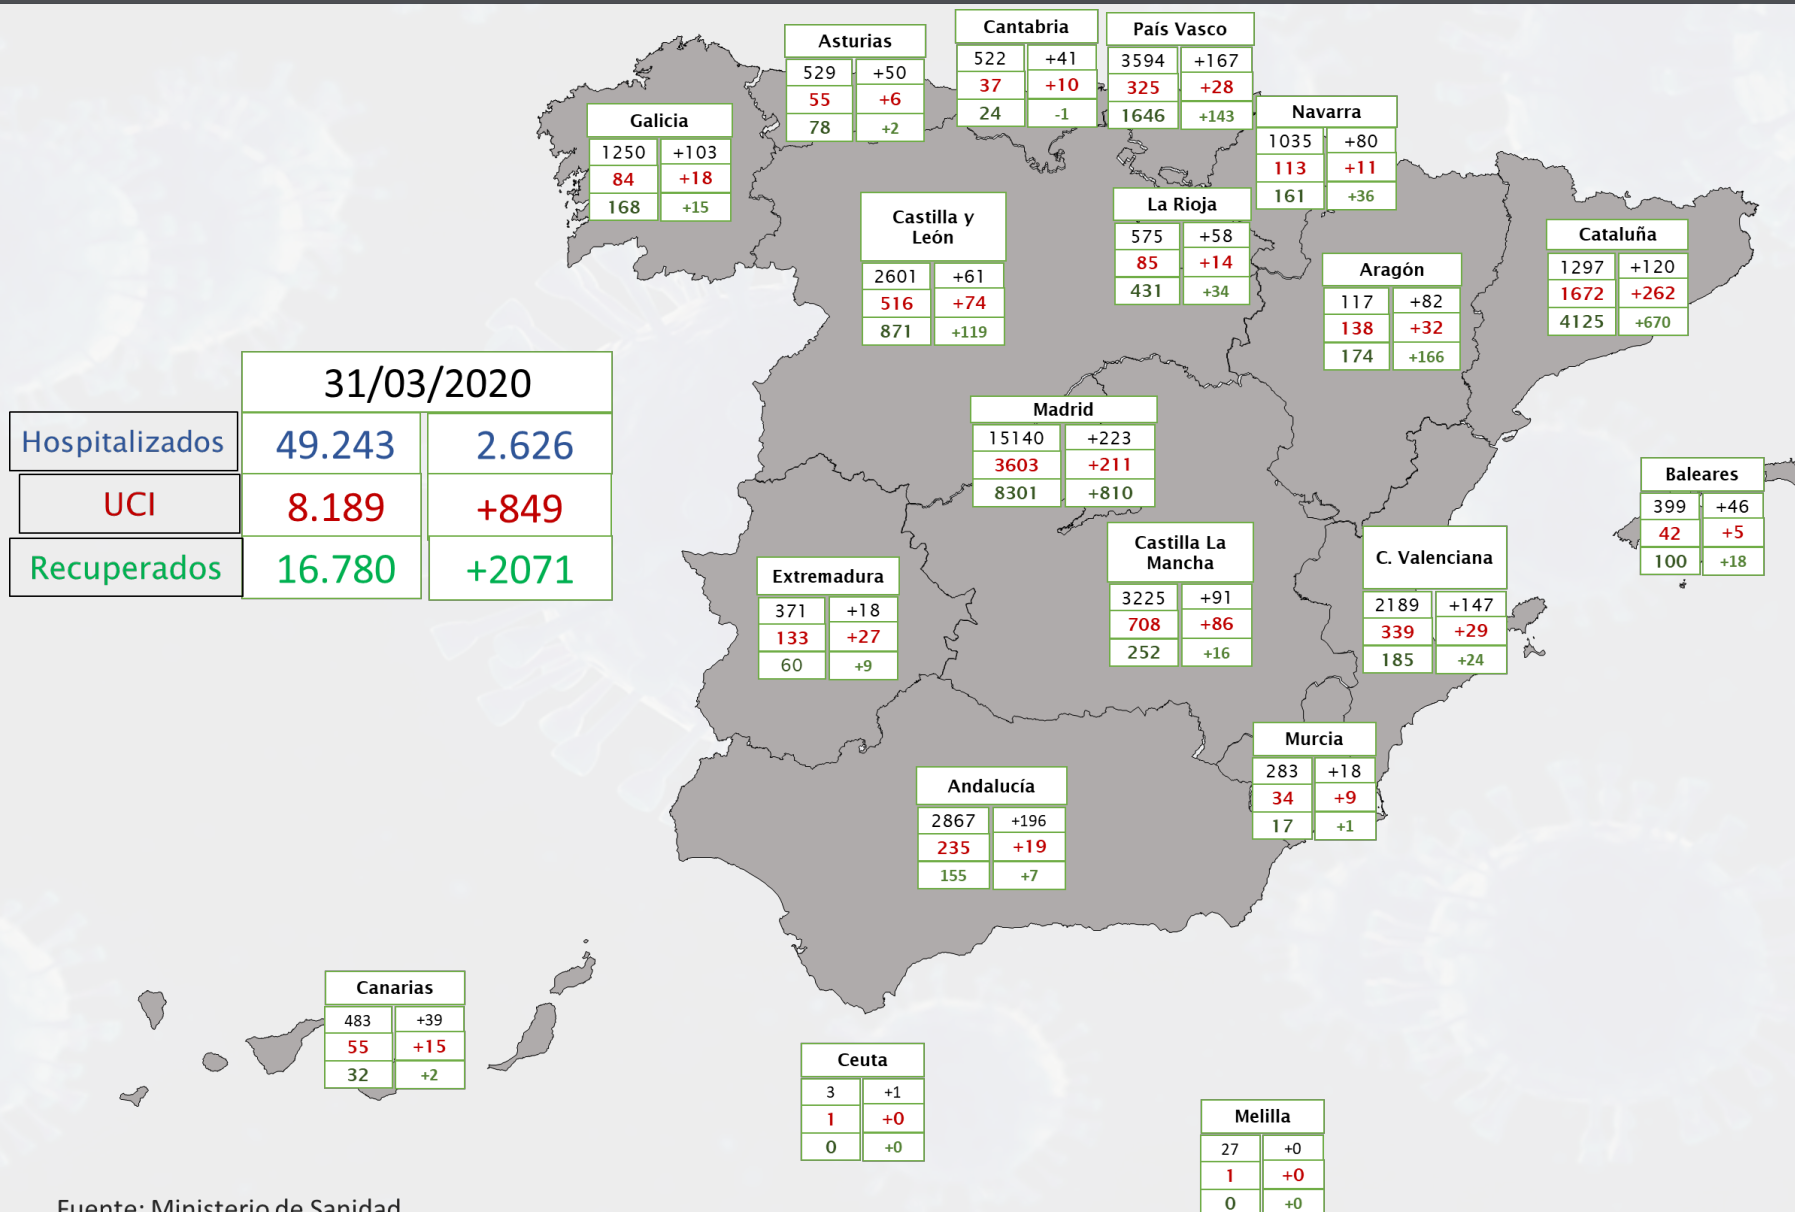 Asturias
529 +50
55 +6
78 +2
Cantabria
522 +41
37 +10
24 -1
País Vasco
3594 +167
325 +28
1646 +143
Galicia
1250 +103
84 +18
168 +15
Navarra
1035 +80
113 +11
161 +36
Castilla y
León
2601 +61
516 +74
871 +119
La Rioja
575 +58
85 +14
431 +34
Aragón
117 +82
138 +32
174 +166
Cataluña
1297 +120
1672 +262
4125 +670
31/03/2020
Hospitalizados 49.243 2.626
UCI 8.189 +849
Recuperados 16.780 +2071
Madrid
15140 +223
3603 +211
8301 +810
Baleares
399 +46
42 +5
100 +18
Castilla La
Mancha
3225 +91
708 +86
252 +16
C. Valenciana
2189 +147
339 +29
185 +24
Extremadura
371 +18
133 +27
60 +9
Murcia
283 +18
34 +9
17 +1
Andalucía
2867 +196
235 +19
155 +7
Canarias
483 +39
55 +15
32 +2
Ceuta
3 +1
1 +0
0 +0
Melilla
27 +0
1 +0
0 +0
Fuente: Ministerio de Sanidad